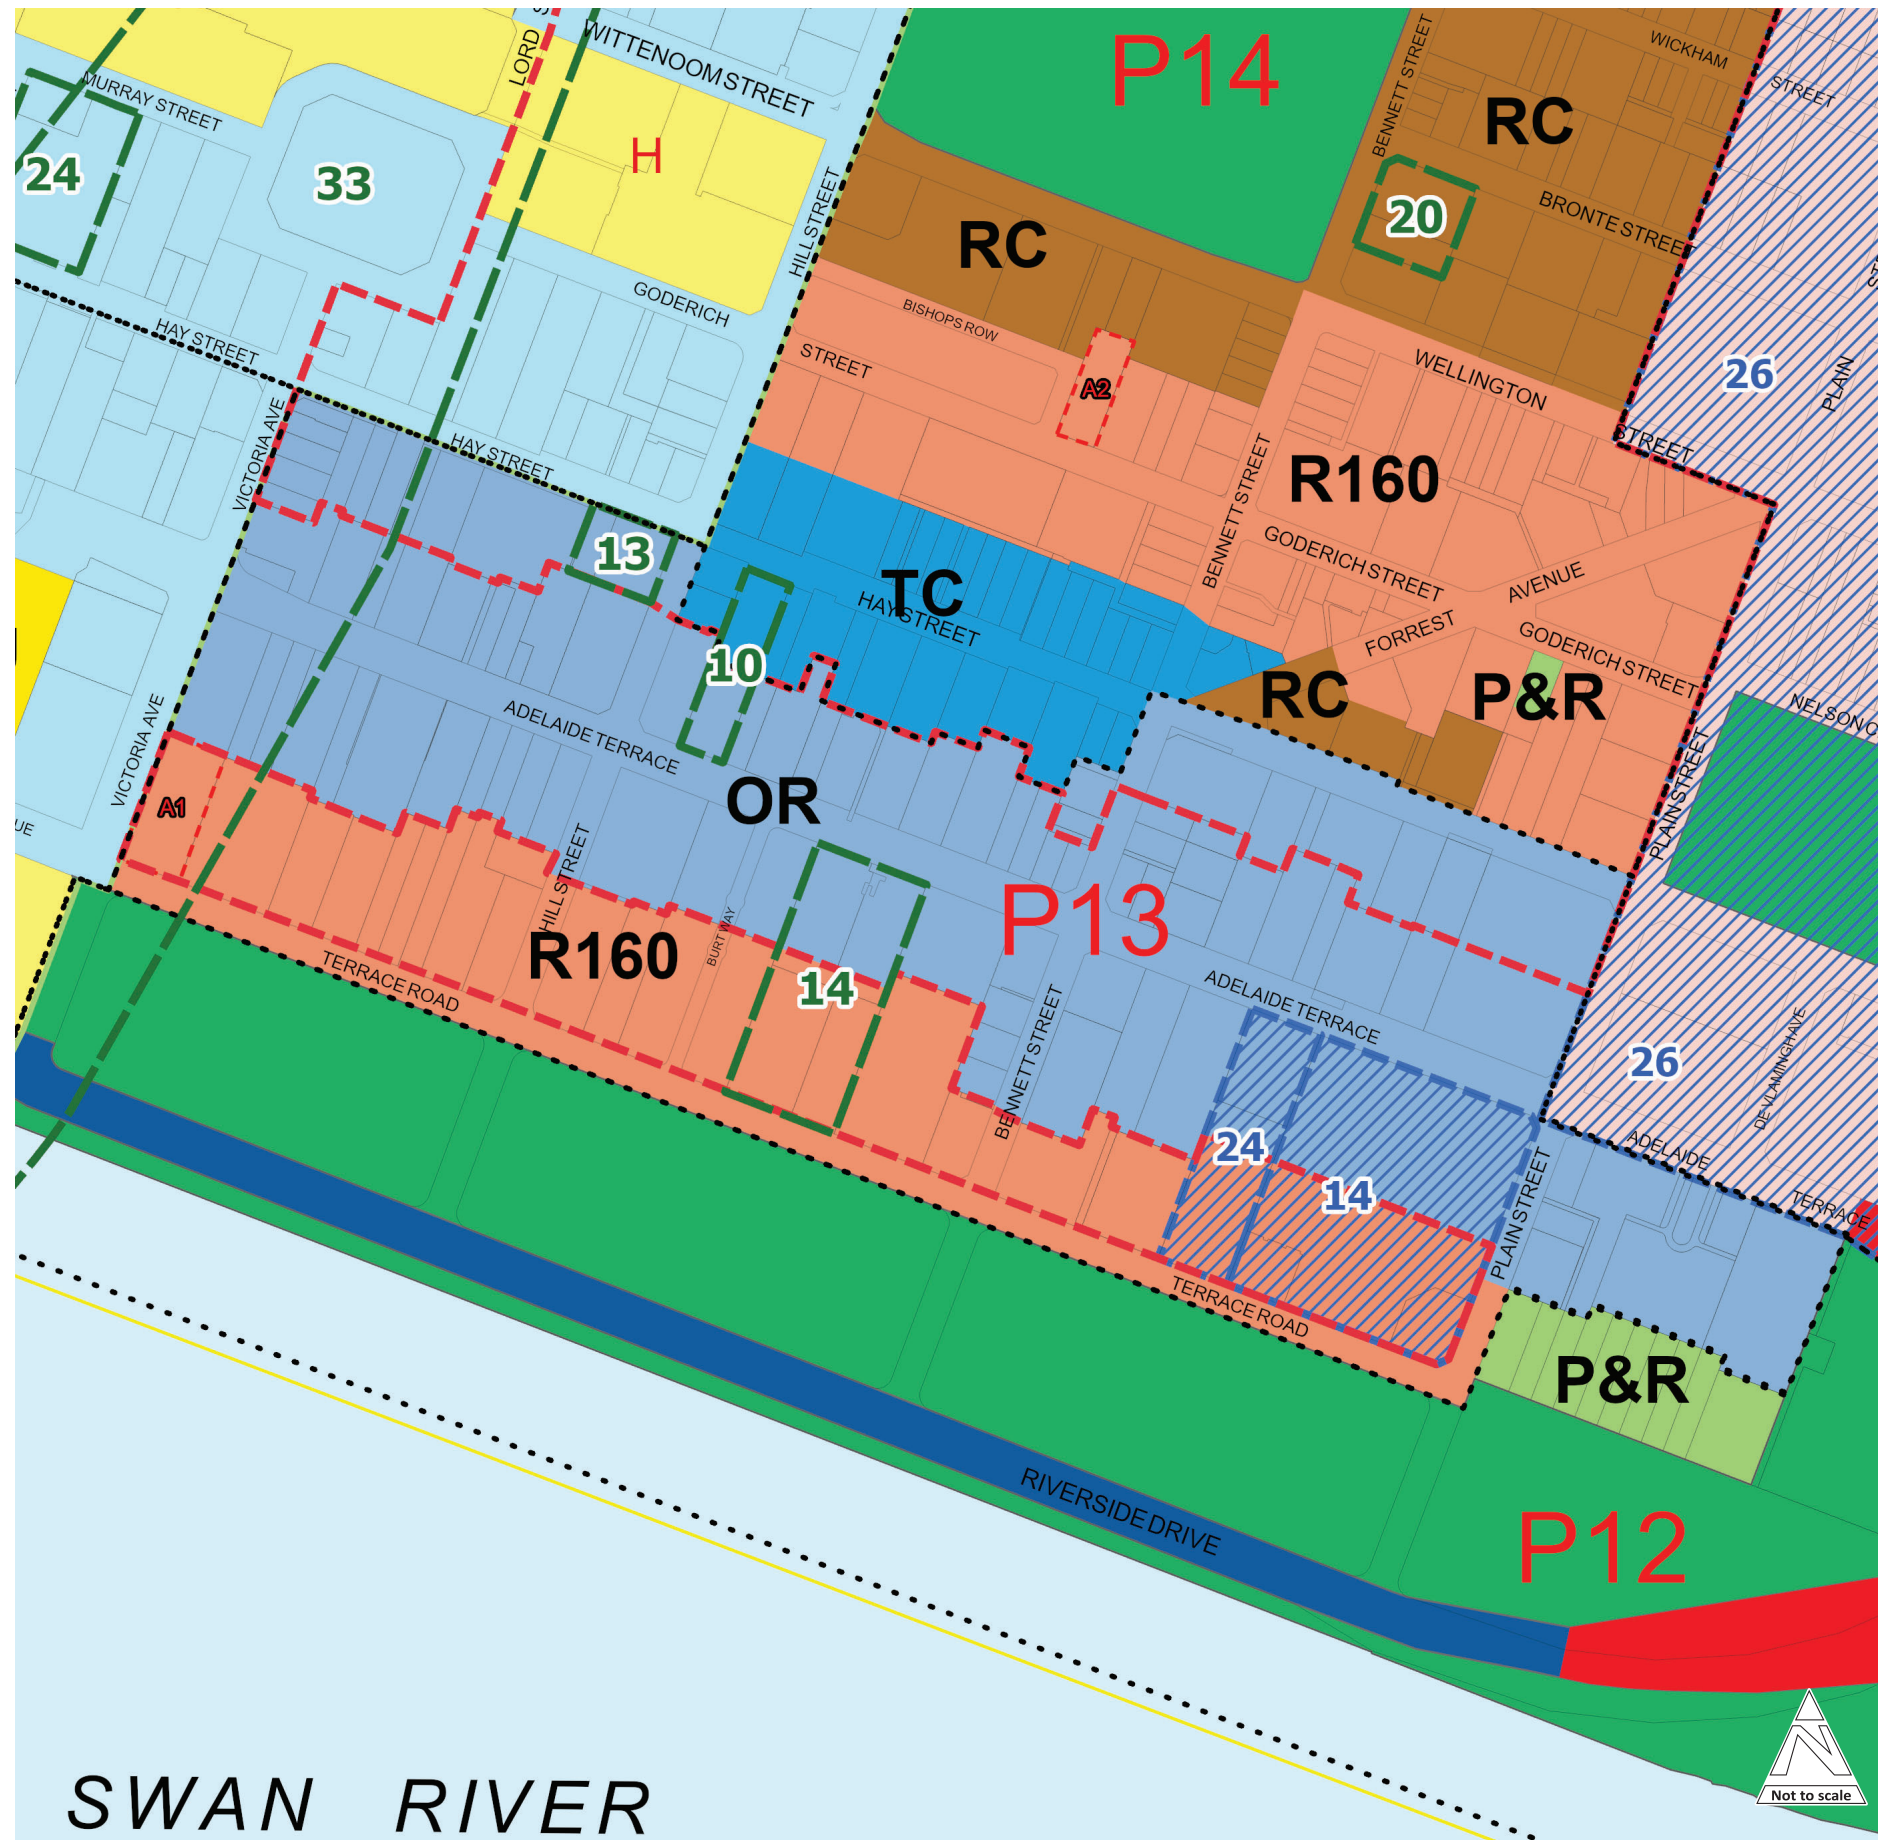 LORD
WITTENOOM STREET
P14
BENNETT STREET
WICKHAM
STREET
MURRAY STREET
H
RC
24
33
HILL STREET
20
BRONTE STREET
RC
GODERICH
BISHOPS ROW
HAY STREET
STREET
A2
WELLINGTON
STREET
26
PLAIN
VICTORIA AVE
HAY STREET
BENNETT STREET
R160
13
GODERICH STREET
AVENUE
TC
HAY STREET
FORREST
GODERICH STREET
10
RC
P&R
NELSON C
VICTORIA AVE
ADELAIDE TERRACE
PLAIN STREET
A1
OR
UE
HILL STREET
P13
BURT WAY
R160
TERRACE ROAD
14
ADELAIDE TERRACE
BENNETT STREET
26
DE VLAMINGH AVE
24
14
PLAIN STREET
ADELAIDE
TERRACE
TERRACE ROAD
P&R
RIVERSIDE DRIVE
P12
N
Not to scale
SWAN RIVER